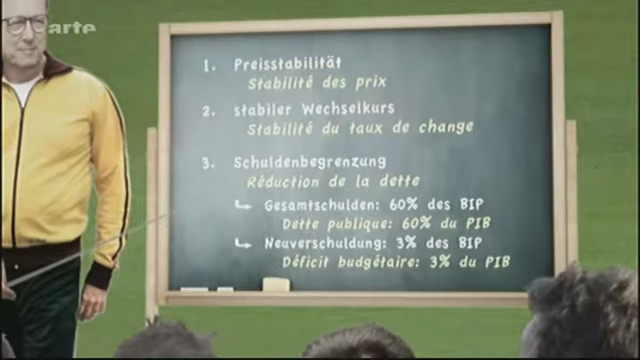 arte
1. Preisstabilität
Stabilité des prix
2. stabiler Wechselkurs
Stabilité du taux de change
3. Schuldenbegrenzung
Réduction de la dette
Gesamtschulden: 60% des BIP
Dette publique: 60% du PIB
Neuverschuldung: 3% des BIP
Déficit budgétaire: 3% du PIB